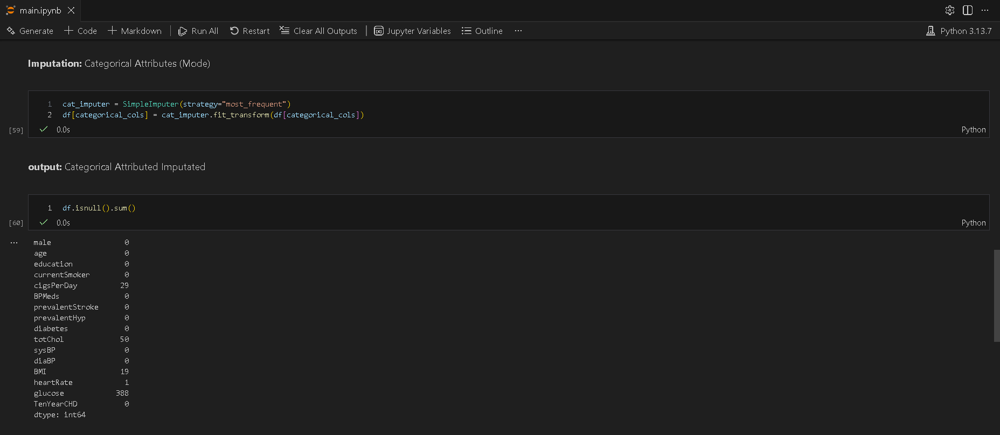 main.ipynb
Generate Code Markdown Run All Restart Clear All Outputs Jupyter Variables Outline ... Python 3.13.7
Imputation: Categorical Attributes (Mode)
1 cat_imputer = SimpleImputer(strategy="most_frequent")
2 df[categorical_cols] = cat_imputer.fit_transform(df[categorical_cols])
[59] 0.0s Python
output: Categorical Attributed Imputated
1 df.isnull().sum()
[60] 0.0s Python
... male 0
age 0
education 0
currentSmoker 0
cigsPerDay 29
BPMeds 0
prevalentStroke 0
prevalentHyp 0
diabetes 0
totChol 50
sysBP 0
diaBP 0
BMI 19
heartRate 1
glucose 388
TenYearCHD 0
dtype: int64